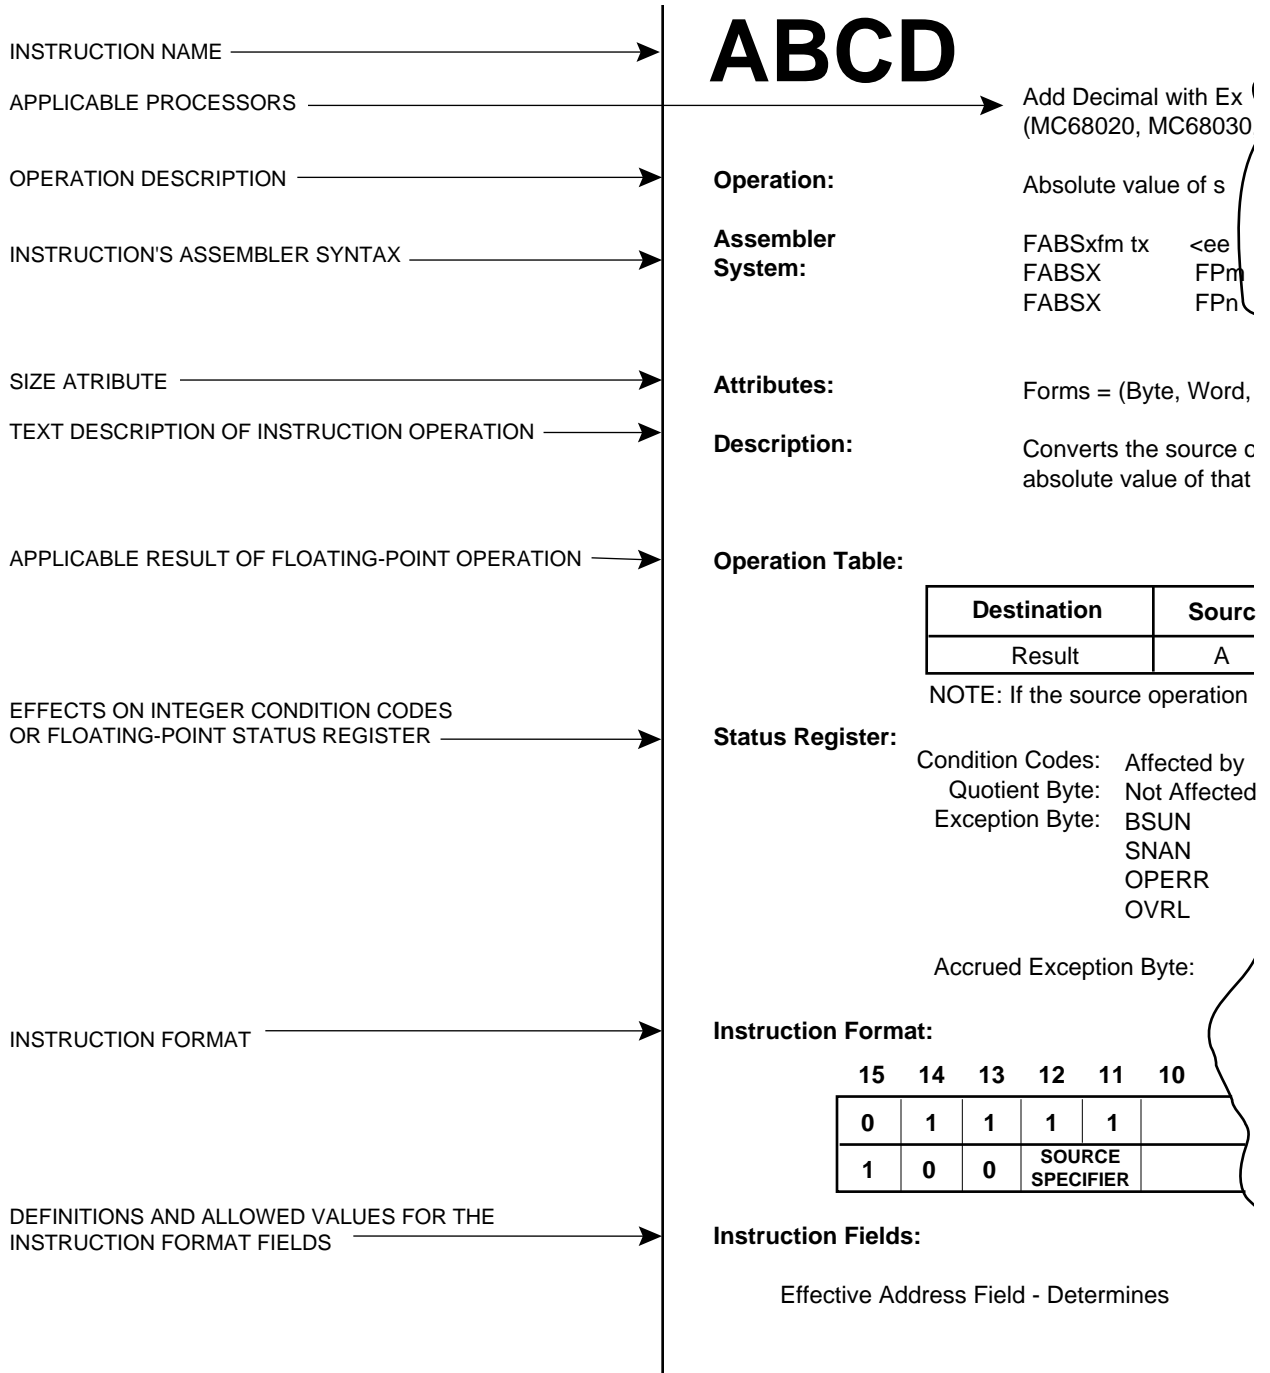 INSTRUCTION NAME
ABCD
APPLICABLE PROCESSORS
Add Decimal with Ex
(MC68020, MC68030,
OPERATION DESCRIPTION
Operation:
Absolute value of s
INSTRUCTION'S ASSEMBLER SYNTAX
Assembler
System:
FABSxfm tx <ee
FABSX FPm
FABSX FPn
SIZE ATRIBUTE
Attributes:
Forms = (Byte, Word,
TEXT DESCRIPTION OF INSTRUCTION OPERATION
Description:
Converts the source o
absolute value of that
APPLICABLE RESULT OF FLOATING-POINT OPERATION
Operation Table:
Destination Sourc
Result A
NOTE: If the source operation
EFFECTS ON INTEGER CONDITION CODES
OR FLOATING-POINT STATUS REGISTER
Status Register:
Condition Codes: Affected by
Quotient Byte: Not Affected
Exception Byte: BSUN
SNAN
OPERR
OVRL
Accrued Exception Byte:
INSTRUCTION FORMAT
Instruction Format:
15 14 13 12 11 10
0 1 1 1 1
1 0 0 SOURCE
SPECIFIER
DEFINITIONS AND ALLOWED VALUES FOR THE
INSTRUCTION FORMAT FIELDS
Instruction Fields:
Effective Address Field - Determines